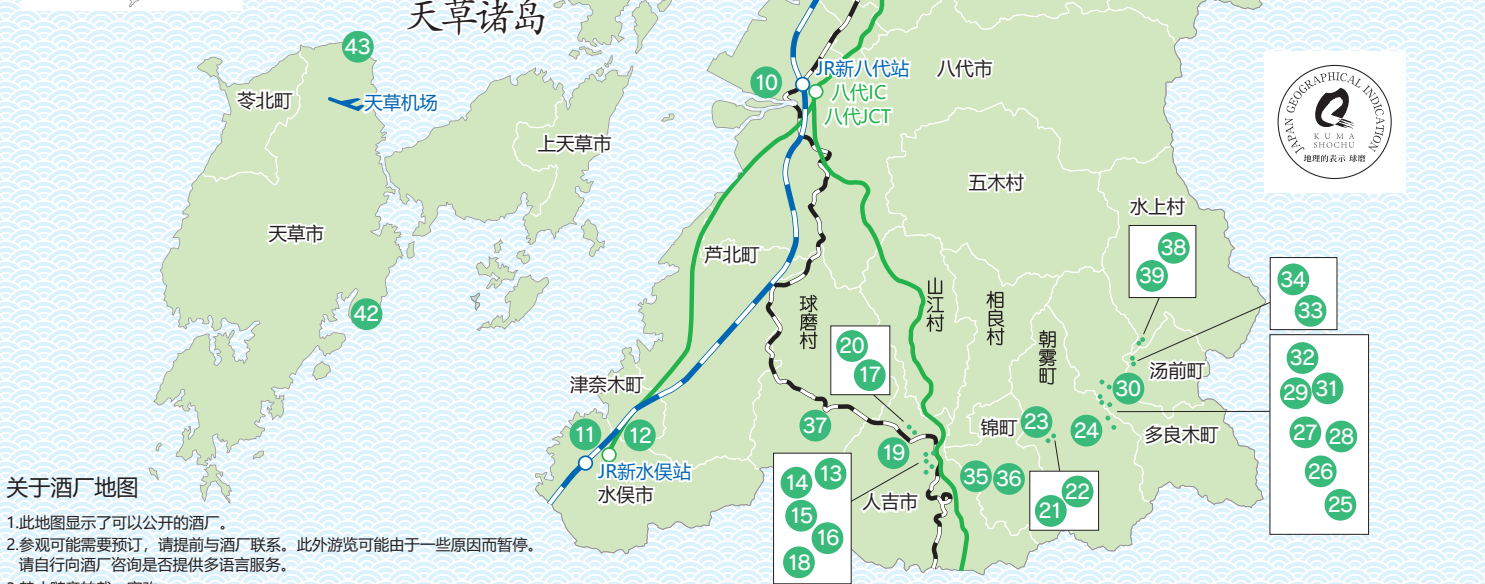 天草诸岛
43
苓北町
天草机场
上天草市
天草市
42
10
JR新八代站
八代IC
八代JCT
八代市
JAPAN GEOGRAPHICAL INDICATION
KUMA
SHOCHU
地理的表示 球磨
五木村
水上村
38
39
34
33
芦北町
球磨村
山江村
相良村
朝雾町
20
17
汤前町
30
32
29 31
27 28
26
25
津奈木町
11 12
JR新水俣站
水俣市
37
19
锦町
23
24
多良木町
35 36
人吉市
22
21
14 13
15
16
18
关于酒厂地图
1.此地图显示了可以公开的酒厂。
2.参观可能需要预订，请提前与酒厂联系。此外游览可能由于一些原因而暂停。
请自行向酒厂咨询是否提供多语言服务。